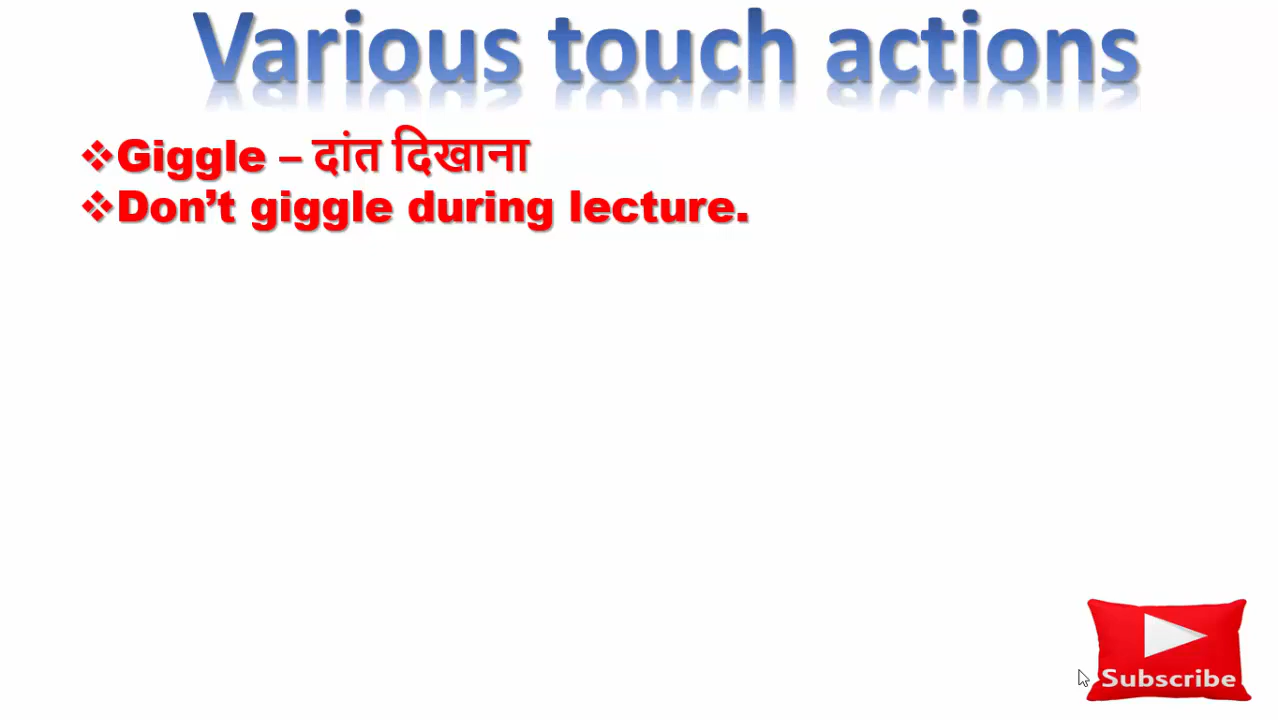 Various touch actions
❖Giggle – दांत दिखाना
❖Don’t giggle during lecture.
Subscribe